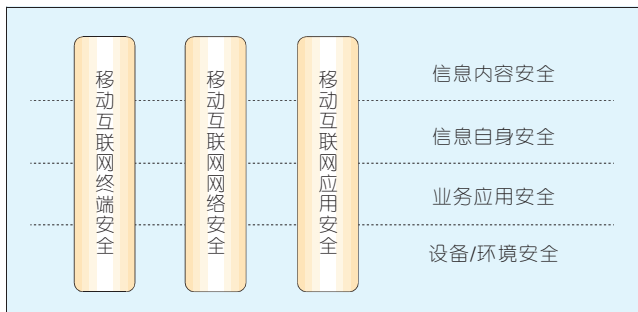 移动互联网终端安全
移动互联网网络安全
移动互联网应用安全
信息内容安全
信息自身安全
业务应用安全
设备/环境安全